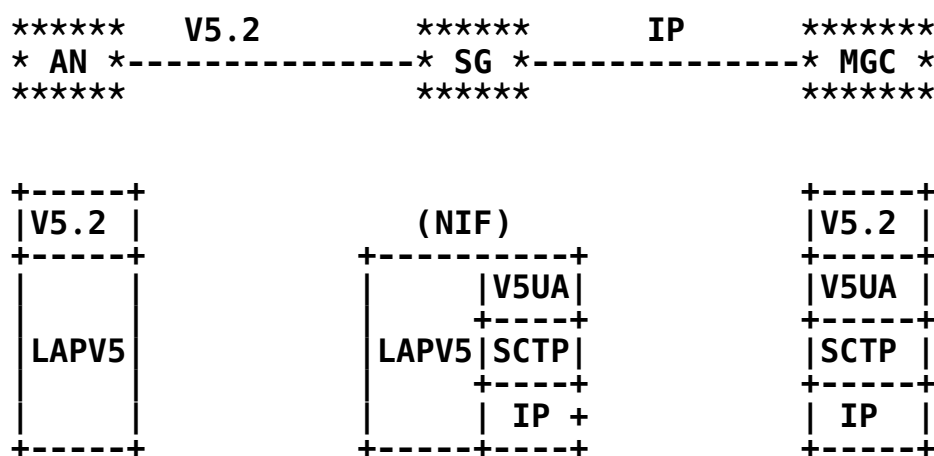 ******   V5.2        ******      IP      *******
* AN *---------------* SG *--------------* MGC *
******               ******              *******
+-----+                                  +-----+
|V5.2 |              (NIF)               |V5.2 |
+-----+           +----------+           +-----+
|     |           |     |V5UA|           |V5UA |
|     |           |     +----+           +-----+
|LAPV5|           |LAPV5|SCTP|           |SCTP |
|     |           |     +----+           +-----+
|     |           |     | IP +           | IP  |
+-----+           +-----+----+           +-----+